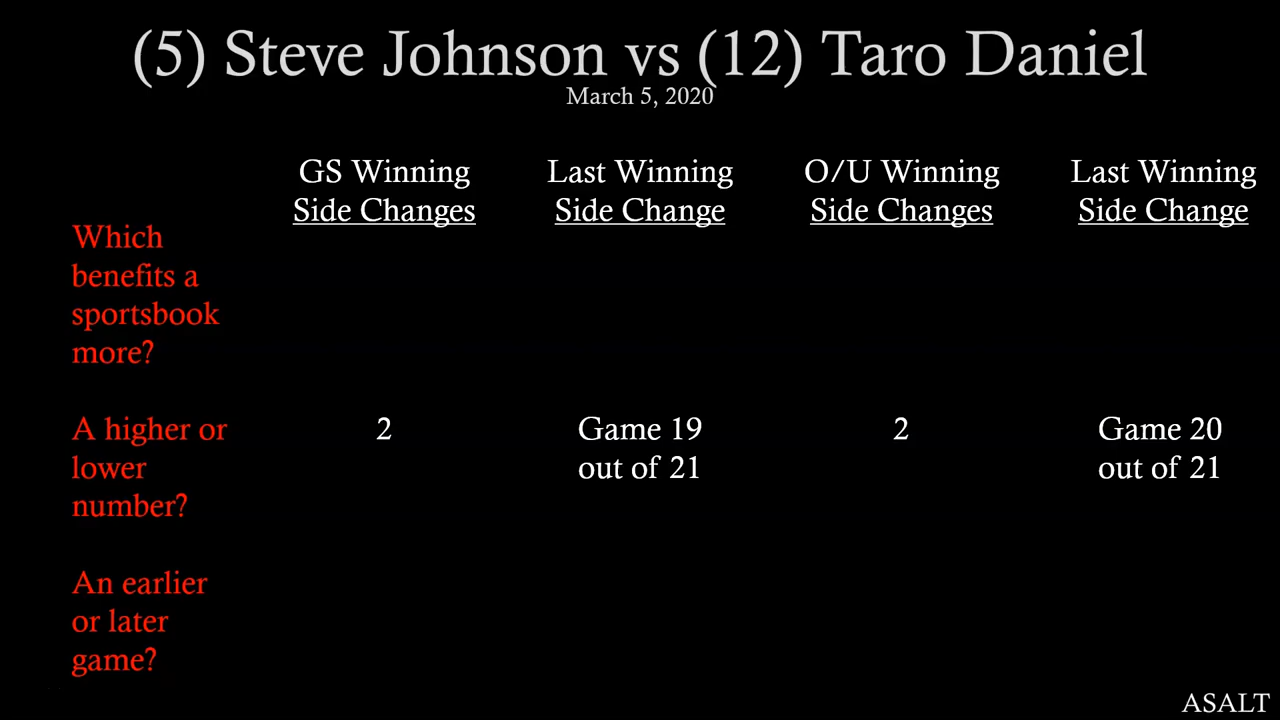 (5) Steve Johnson vs (12) Taro Daniel
March 5, 2020
GS Winning
Side Changes
Last Winning
Side Change
O/U Winning
Side Changes
Last Winning
Side Change
Which
benefits a
sportsbook
more?
A higher or
lower
number?
2
Game 19
out of 21
2
Game 20
out of 21
An earlier
or later
game?
ASALT